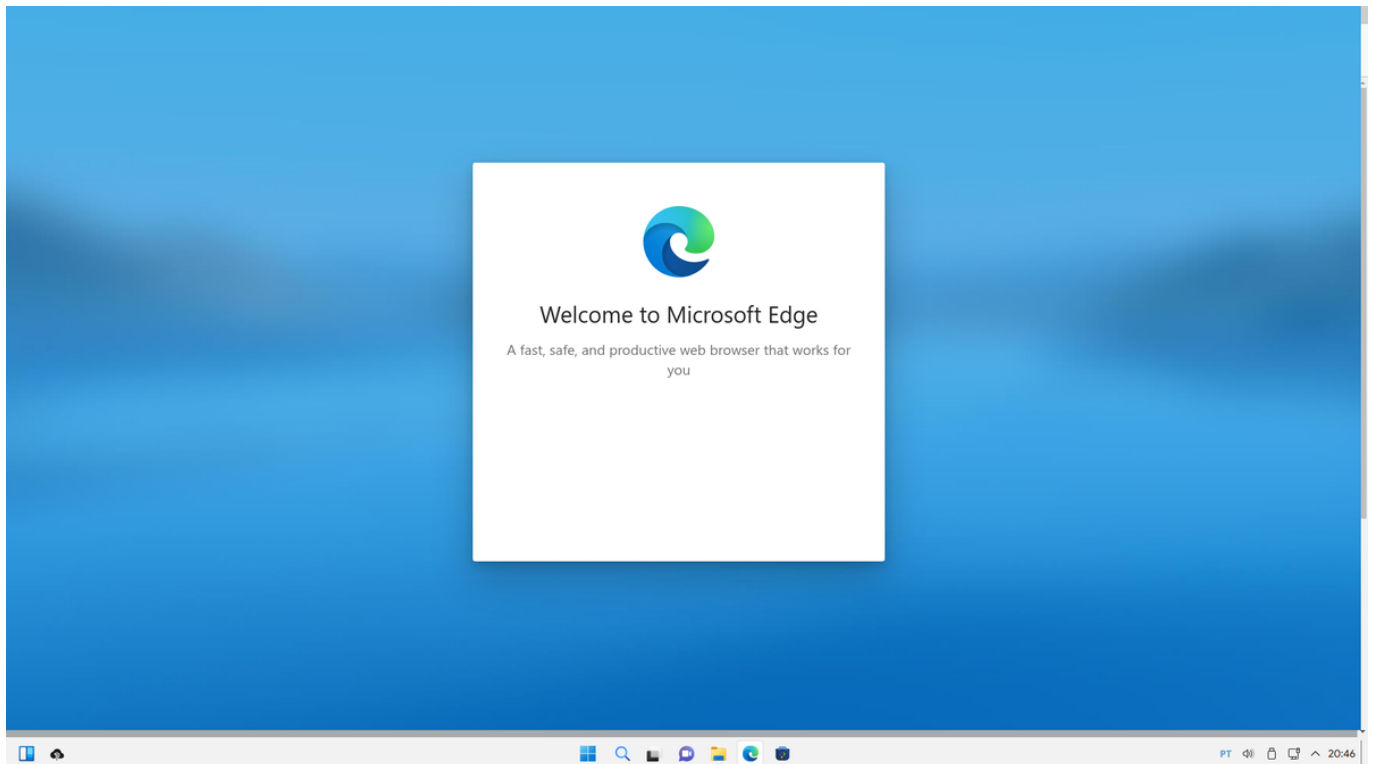 Welcome to Microsoft Edge
A fast, safe, and productive web browser that works for
you
PT
20:46